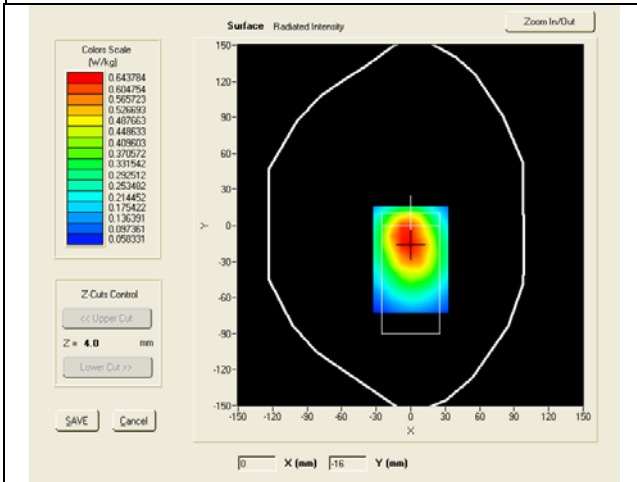 Surface Radiated Intensity
Zoom In/Out
Colors Scale
(W/kg)
0.643784
0.604754
0.565723
0.526693
0.487663
0.448633
0.409603
0.370572
0.331542
0.292512
0.253482
0.214452
0.175422
0.136391
0.097361
0.058331
150
120
90
60
30
0
-30
-60
-90
-120
-150
Y
-150 -120 -90 -60 -30 0 30 60 90 120 150
X
Z-Cuts Control
<< Upper Cut
Z = 4.0 mm
Lower Cut >>
SAVE Cancel
0 X (mm) -16 Y (mm)